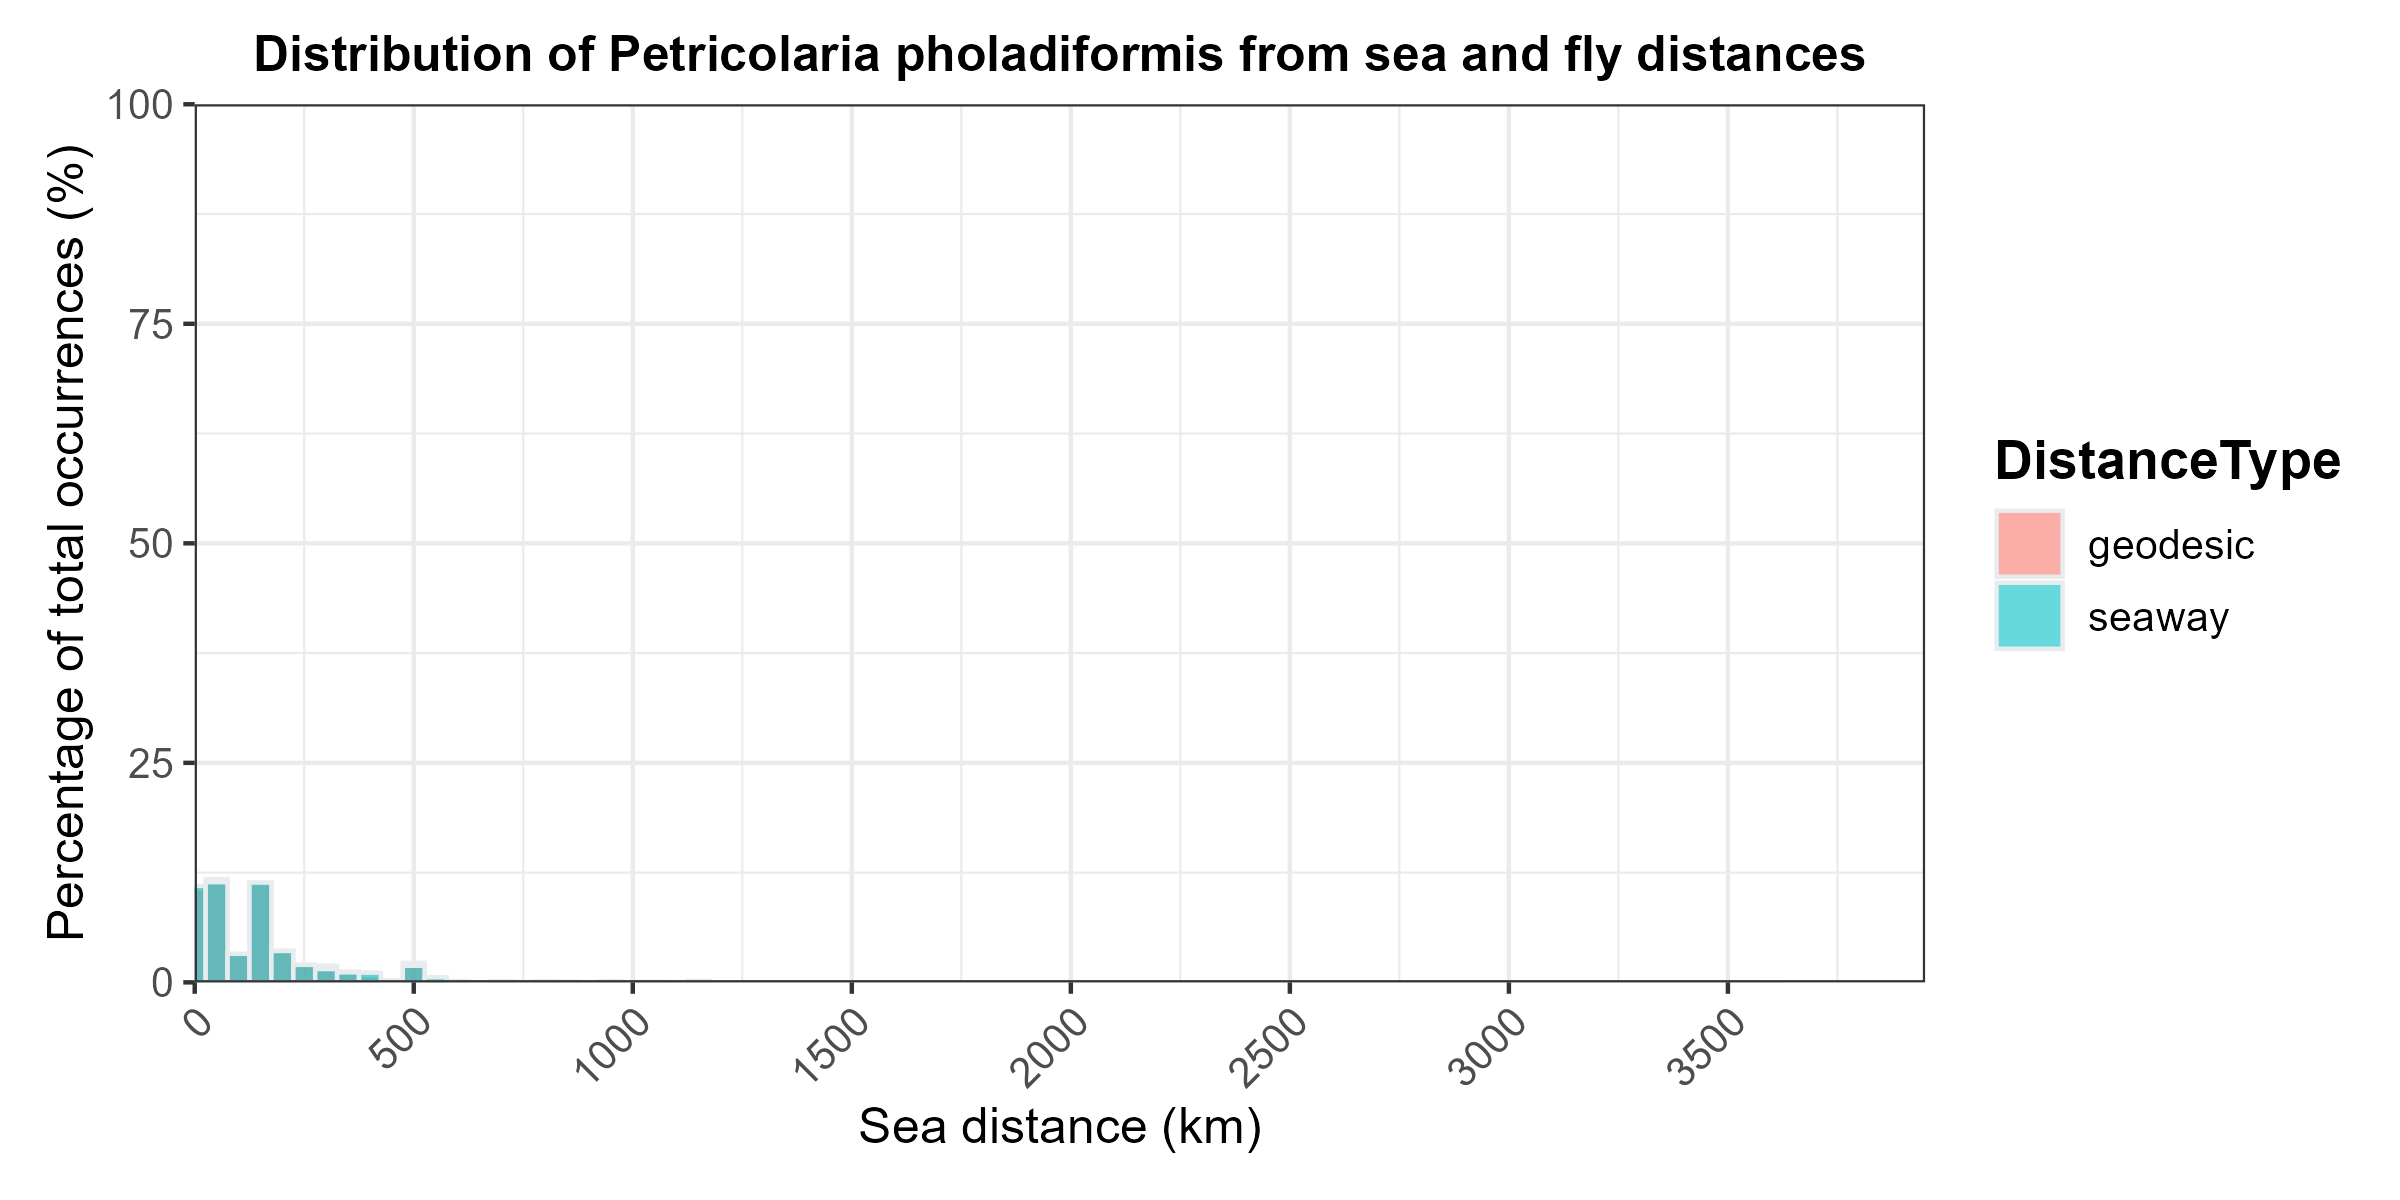 Distribution of Petricolaria pholadiformis from sea and fly distances
Percentage of total occurrences (%)
100
75
50
25
0
0
500
1000
1500
2000
2500
3000
3500
Sea distance (km)
DistanceType
geodesic
seaway